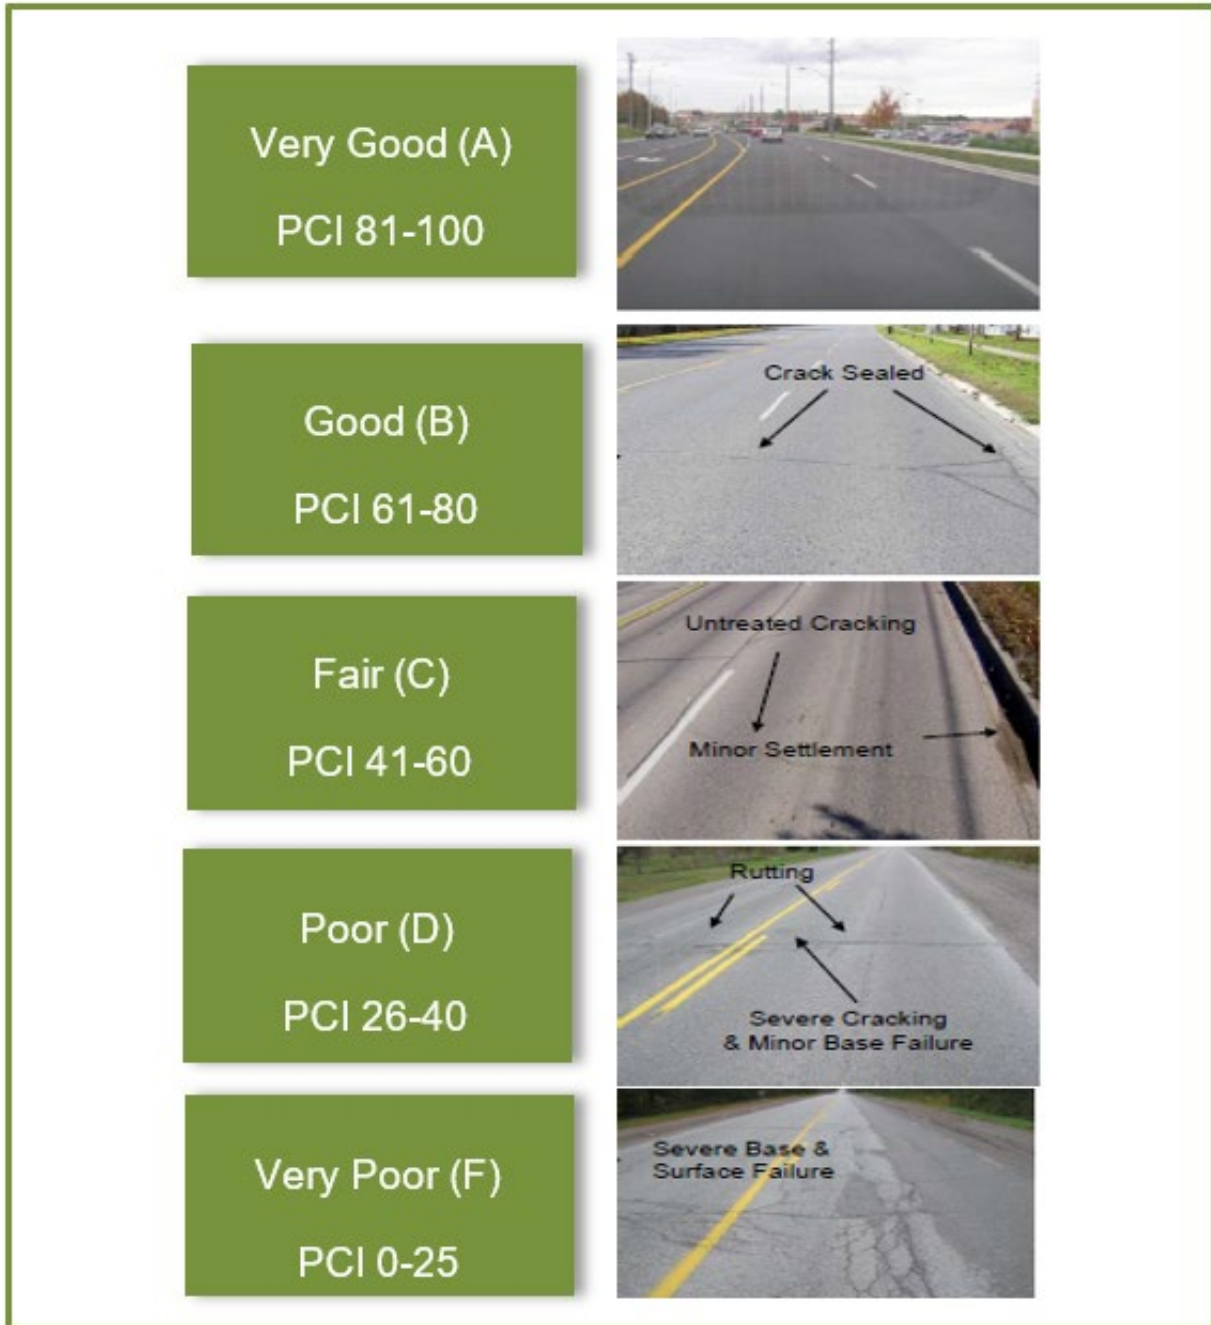 Very Good (A)
PCI 81-100
Crack Sealed
Good (B)
PCI 61-80
Untreated Cracking
Fair (C)
PCI 41-60
Minor Settlement
Rutting
Poor (D)
PCI 26-40
Severe Cracking
& Minor Base Failure
Severe Base &
Surface Failure
Very Poor (F)
PCI 0-25